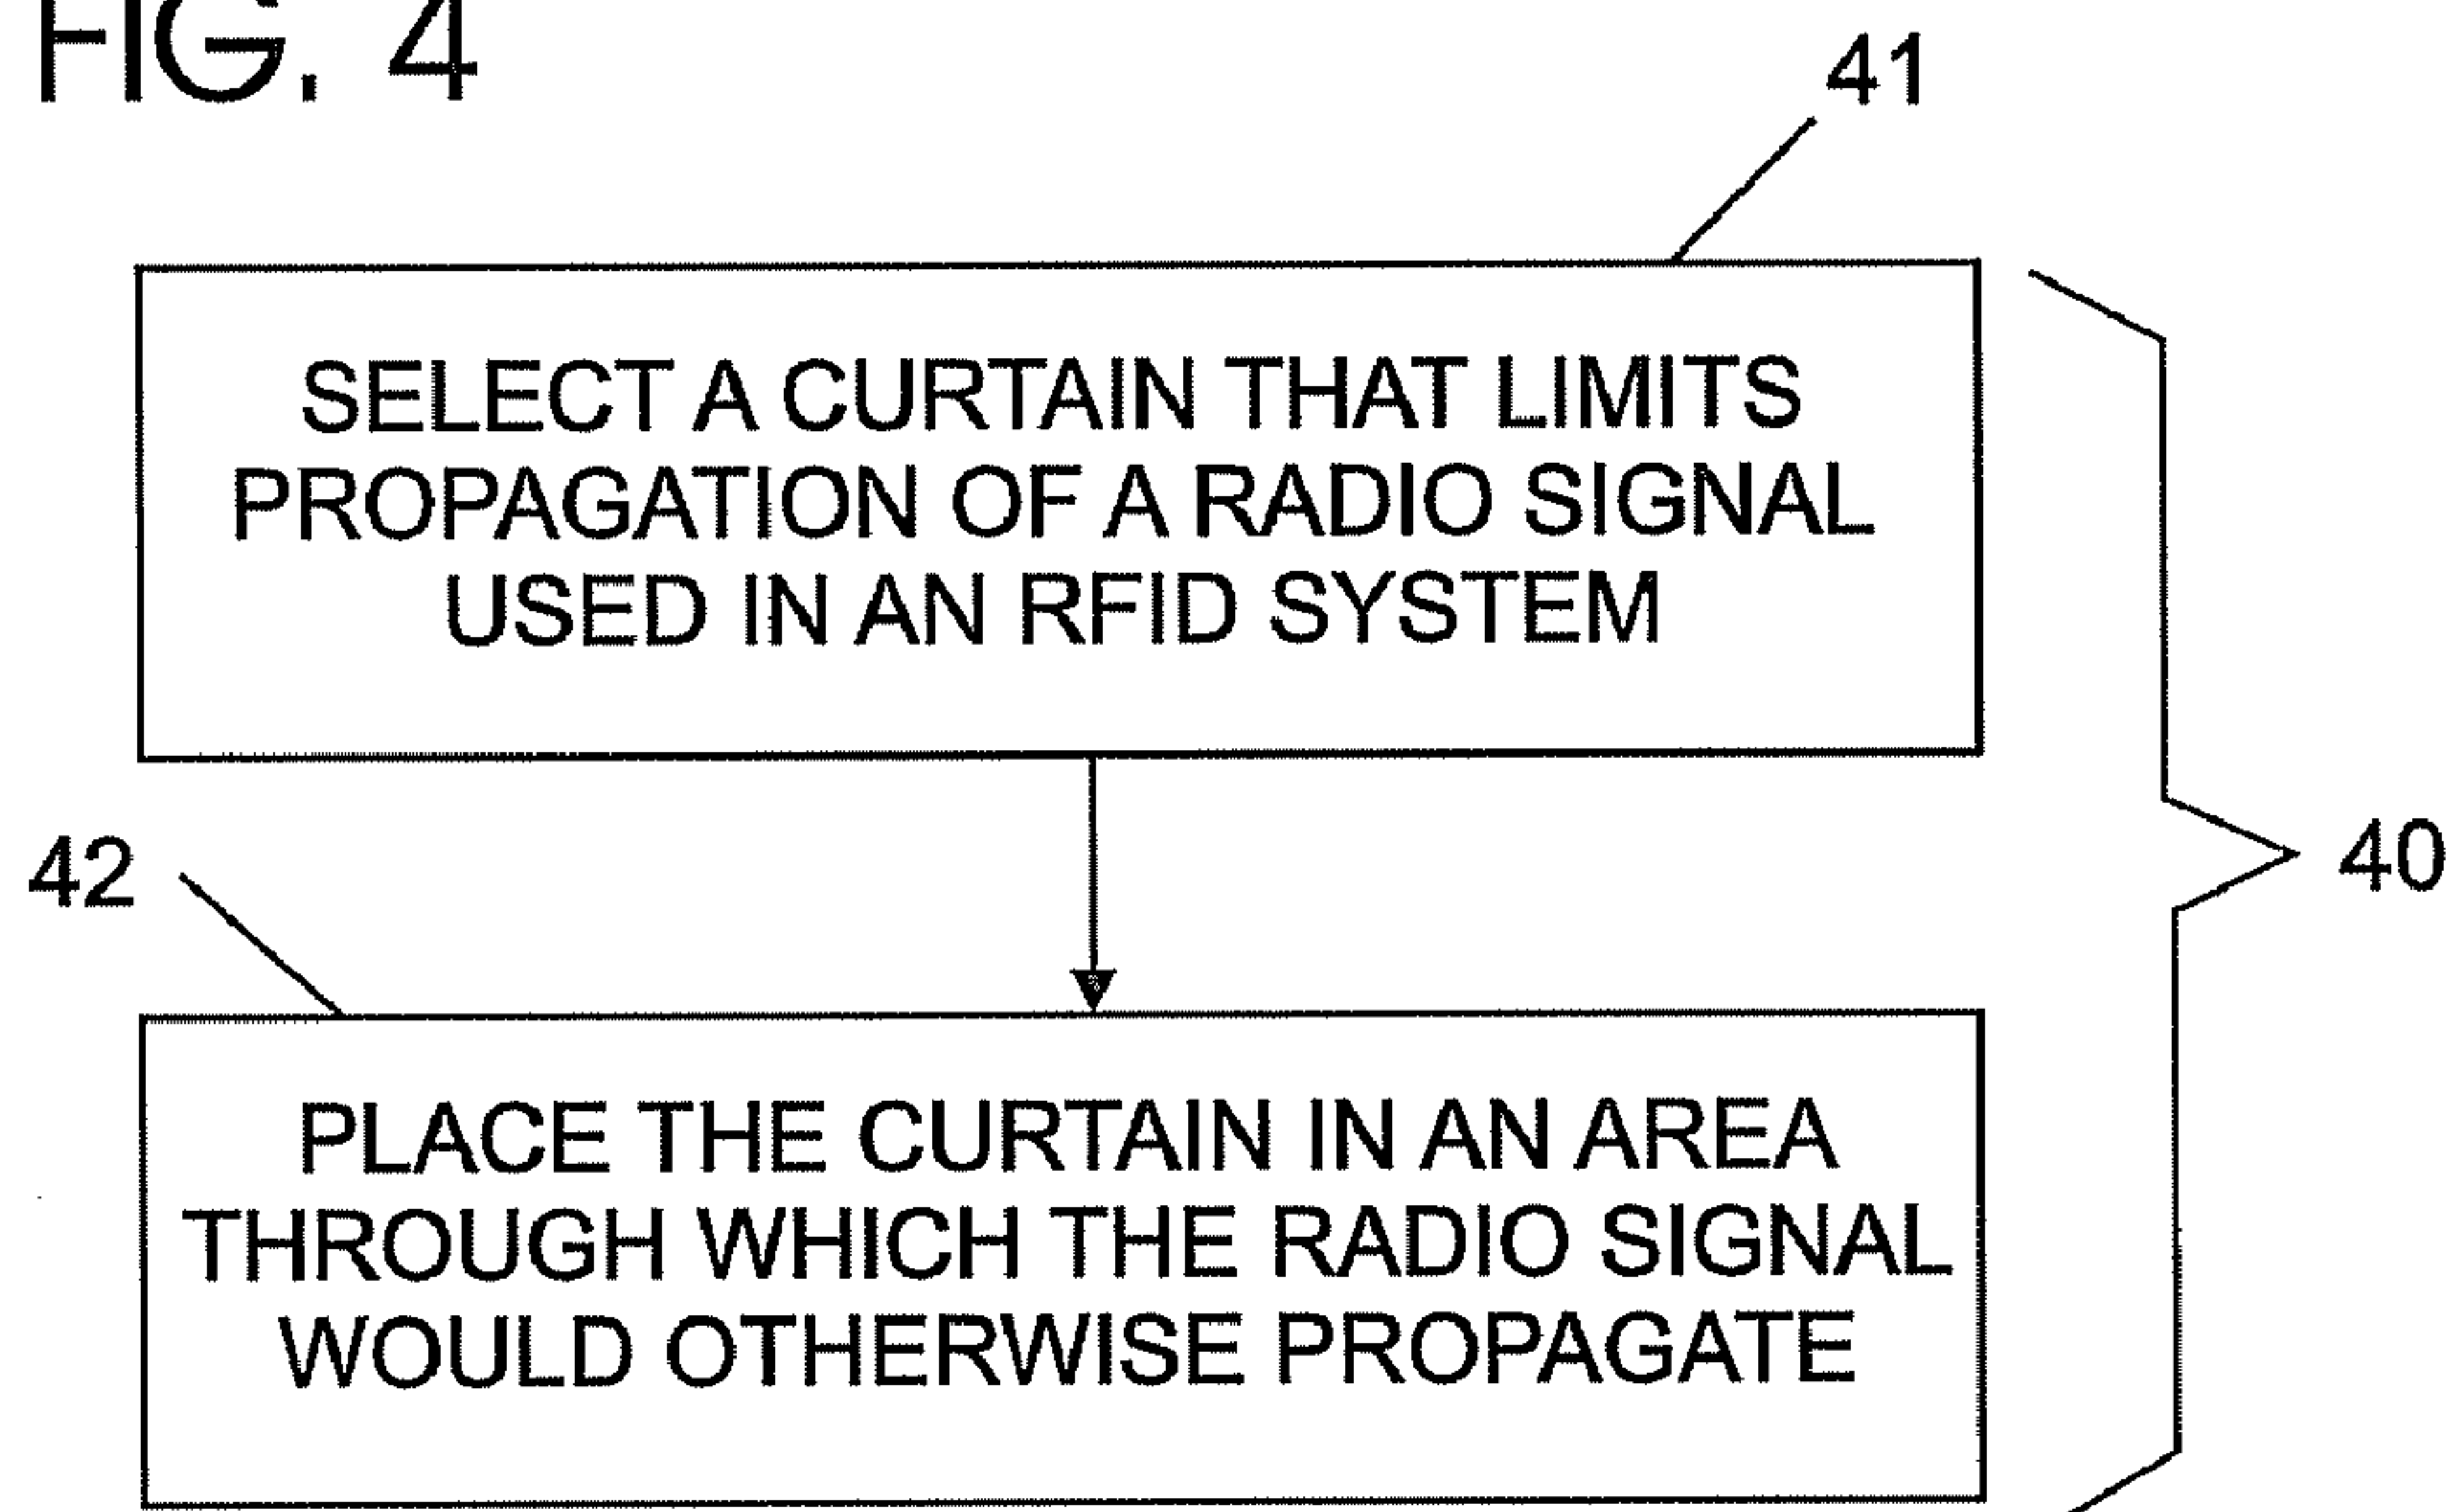 FIG. 4
41
SELECT A CURTAIN THAT LIMITS
PROPAGATION OF A RADIO SIGNAL
USED IN AN RFID SYSTEM
42
40
PLACE THE CURTAIN IN AN AREA
THROUGH WHICH THE RADIO SIGNAL
WOULD OTHERWISE PROPAGATE